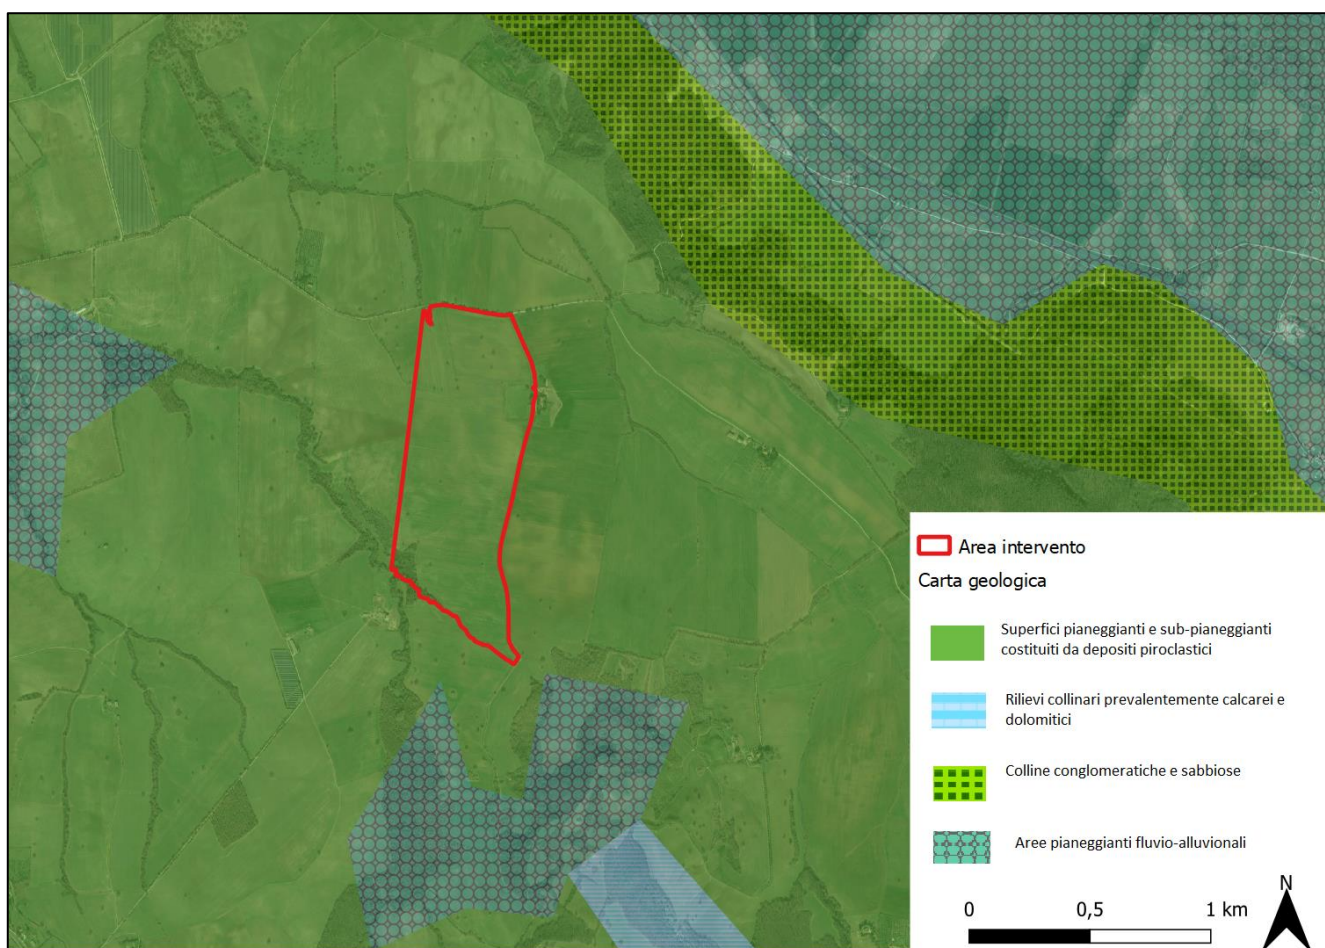 Area intervento
Carta geologica
Superfici pianeggianti e sub-pianeggianti
costituiti da depositi piroclastici
Rilievi collinari prevalentemente calcarei e
dolomitici
Colline conglomeratiche e sabbiose
Aree pianeggianti fluvio-alluvionali
N
0 0,5 1 km